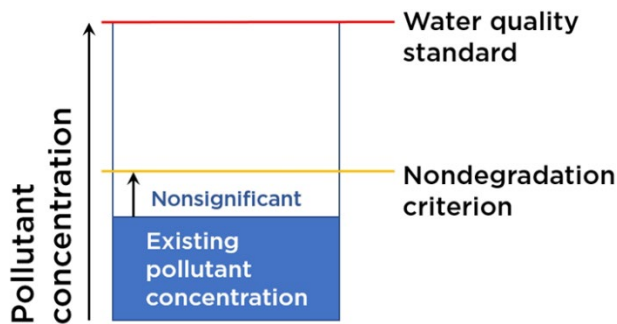 Pollutant
concentration
Water quality
standard
Nondegradation
criterion
Nonsignificant
Existing
pollutant
concentration